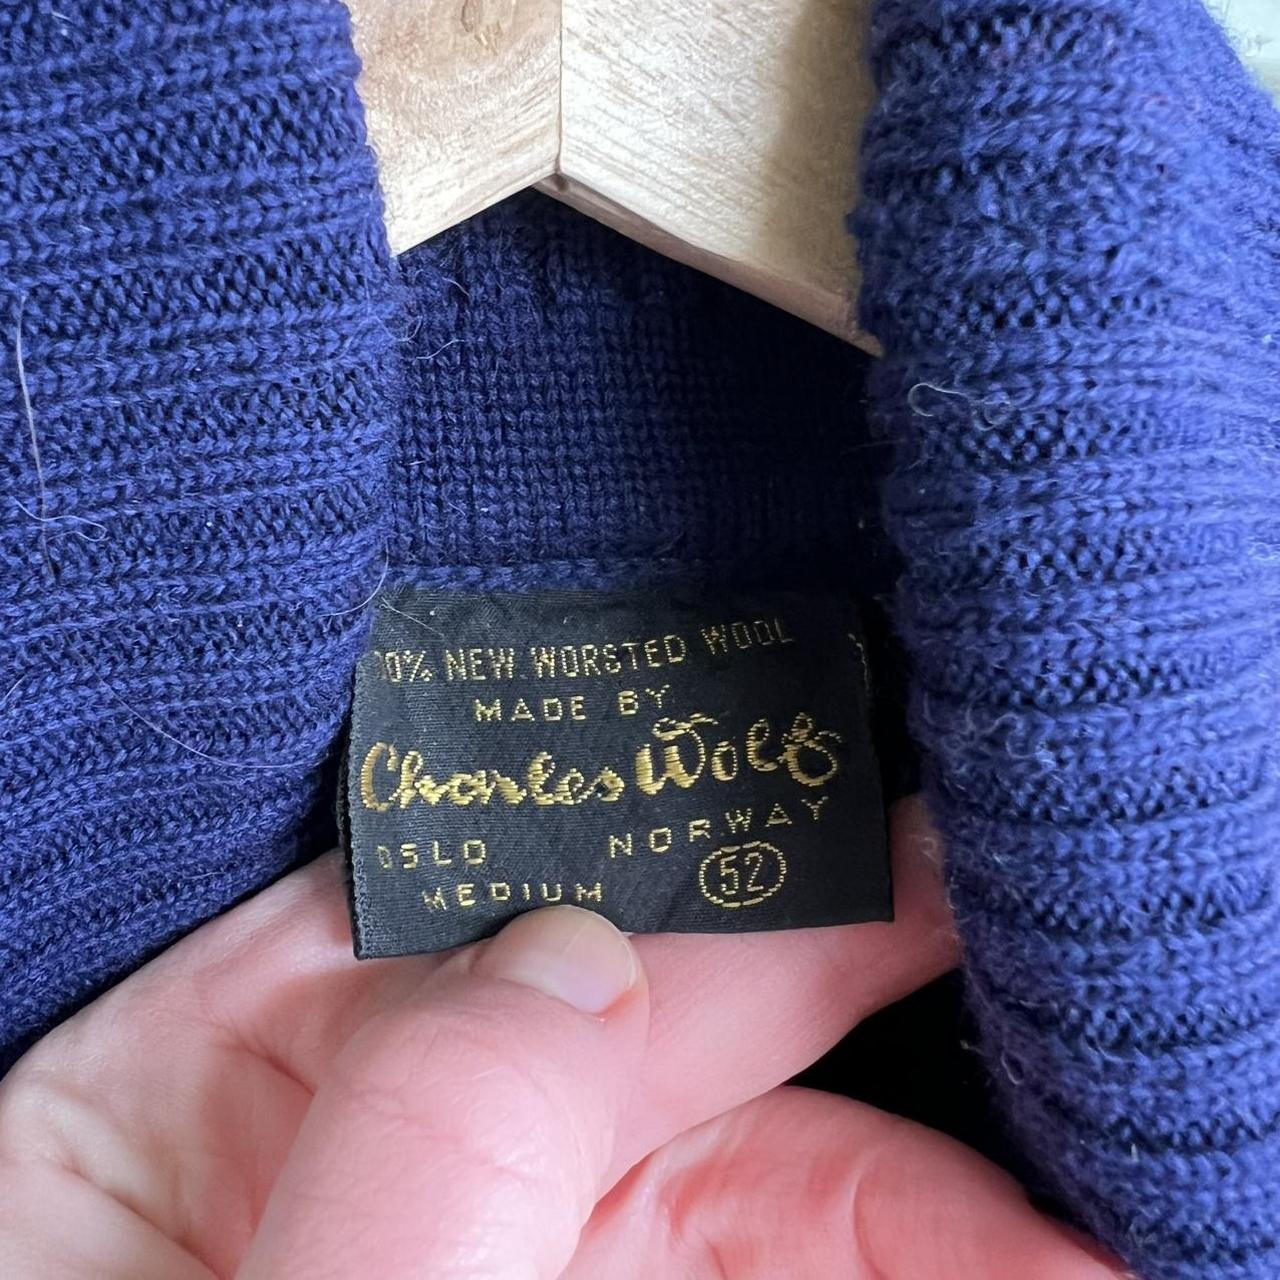 00% NEW WORSTED WOOL
MADE BY
Charles Wolf
OSLO NORWAY
MEDIUM 52